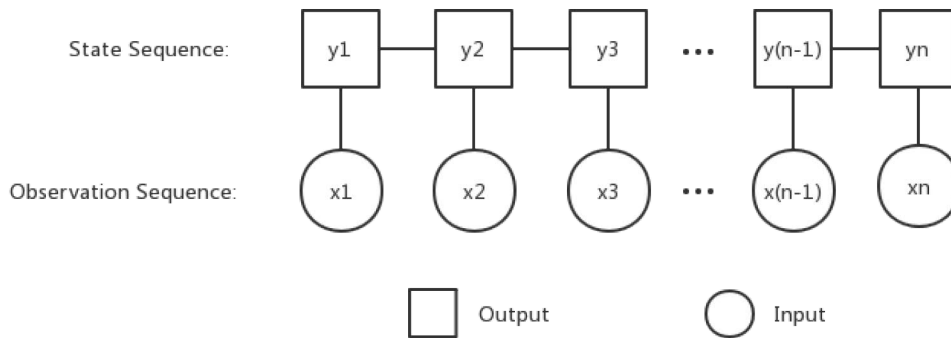 State Sequence: y1 y2 y3 ... y(n-1) yn
Observation Sequence: x1 x2 x3 ... x(n-1) xn
Output Input